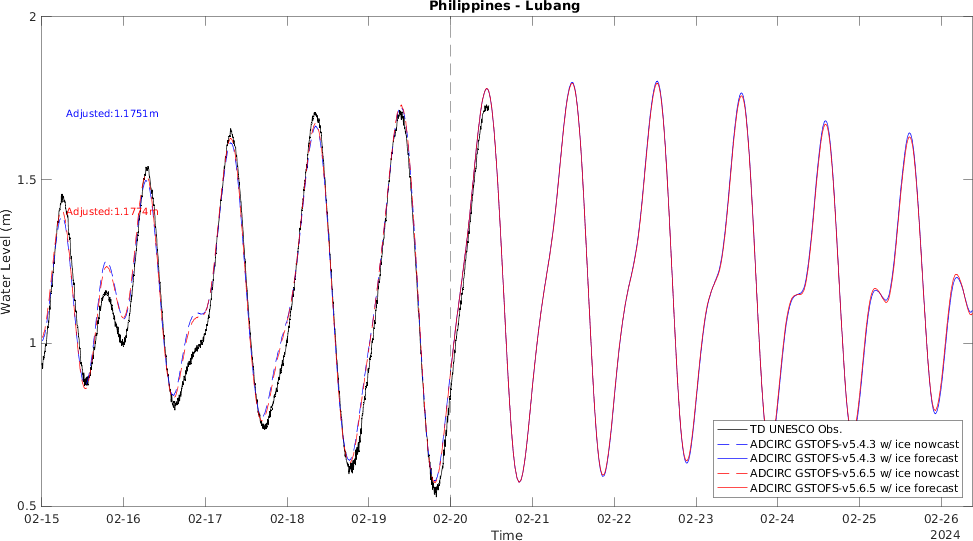 Philippines - Lubang
2
1.5
1
0.5
Water Level (m)
Adjusted:1.1751m
Adjusted:1.1774m
TD UNESCO Obs.
ADCIRC GSTOFS-v5.4.3 w/ ice nowcast
ADCIRC GSTOFS-v5.4.3 w/ ice forecast
ADCIRC GSTOFS-v5.6.5 w/ ice nowcast
ADCIRC GSTOFS-v5.6.5 w/ ice forecast
02-15 02-16 02-17 02-18 02-19 02-20 02-21 02-22 02-23 02-24 02-25 02-26
Time
2024